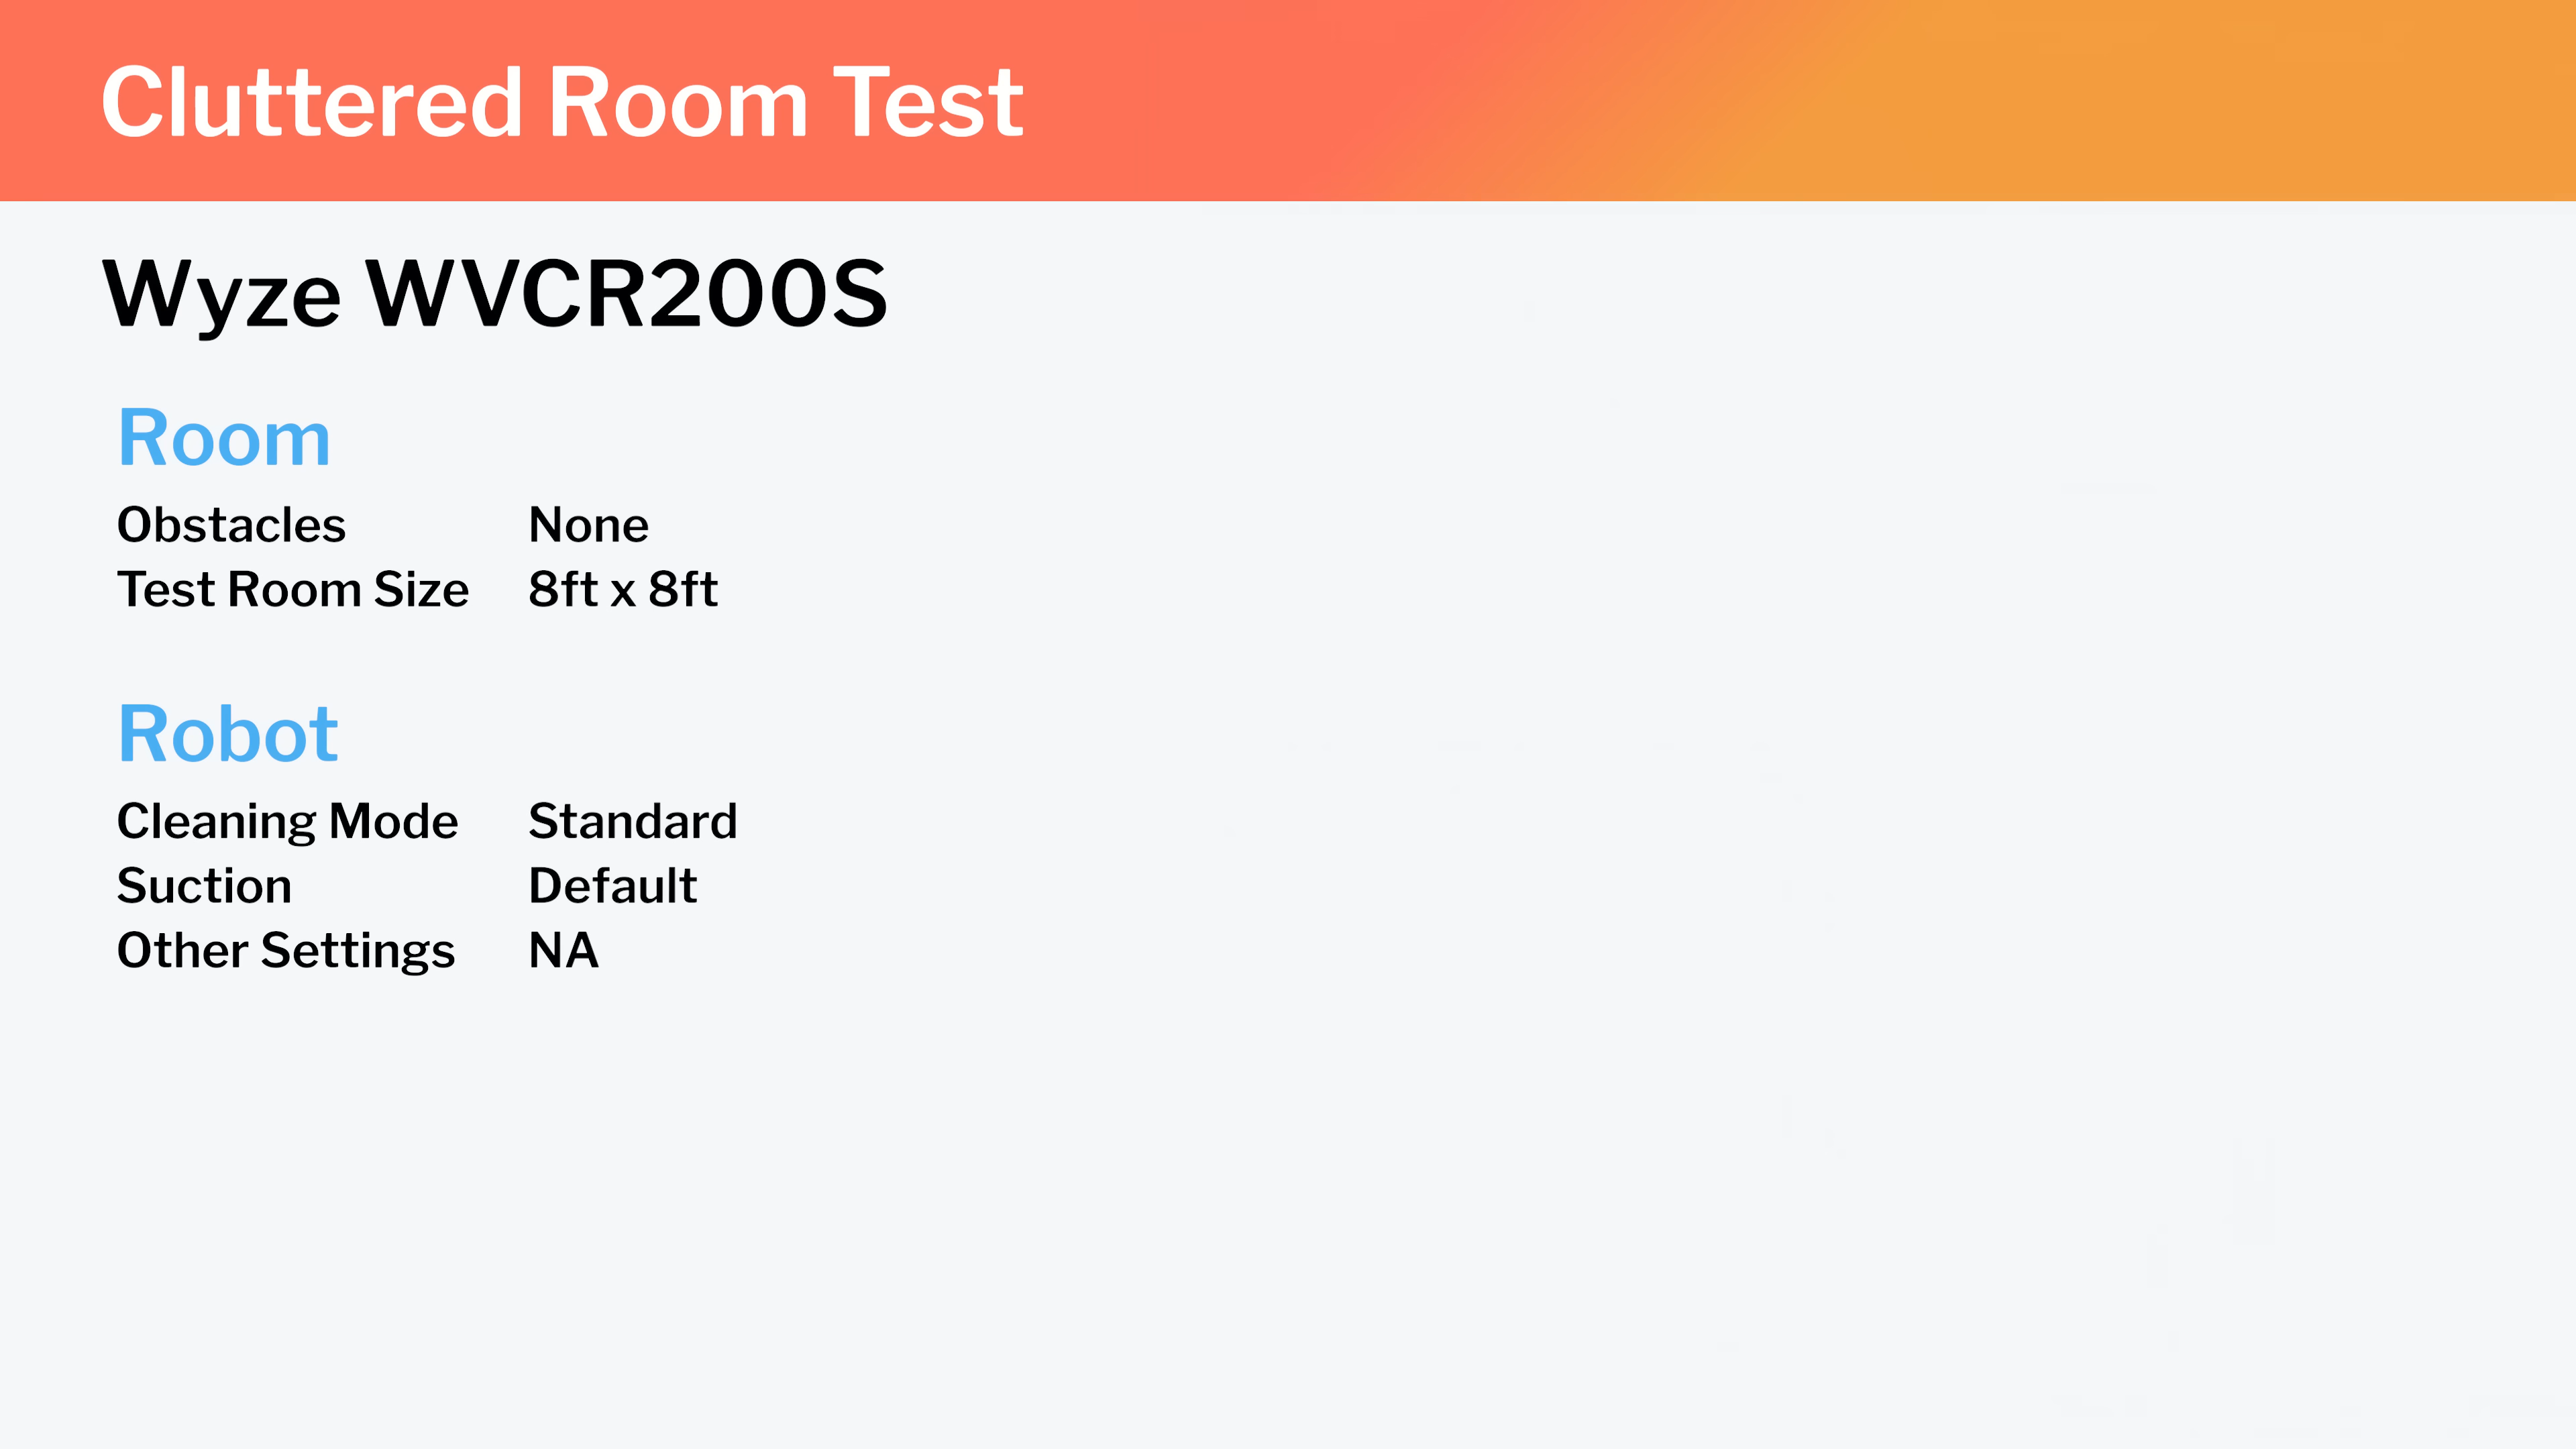 Cluttered Room Test
Wyze WVCR200S
Room
Obstacles None
Test Room Size 8ft x 8ft
Robot
Cleaning Mode Standard
Suction Default
Other Settings NA